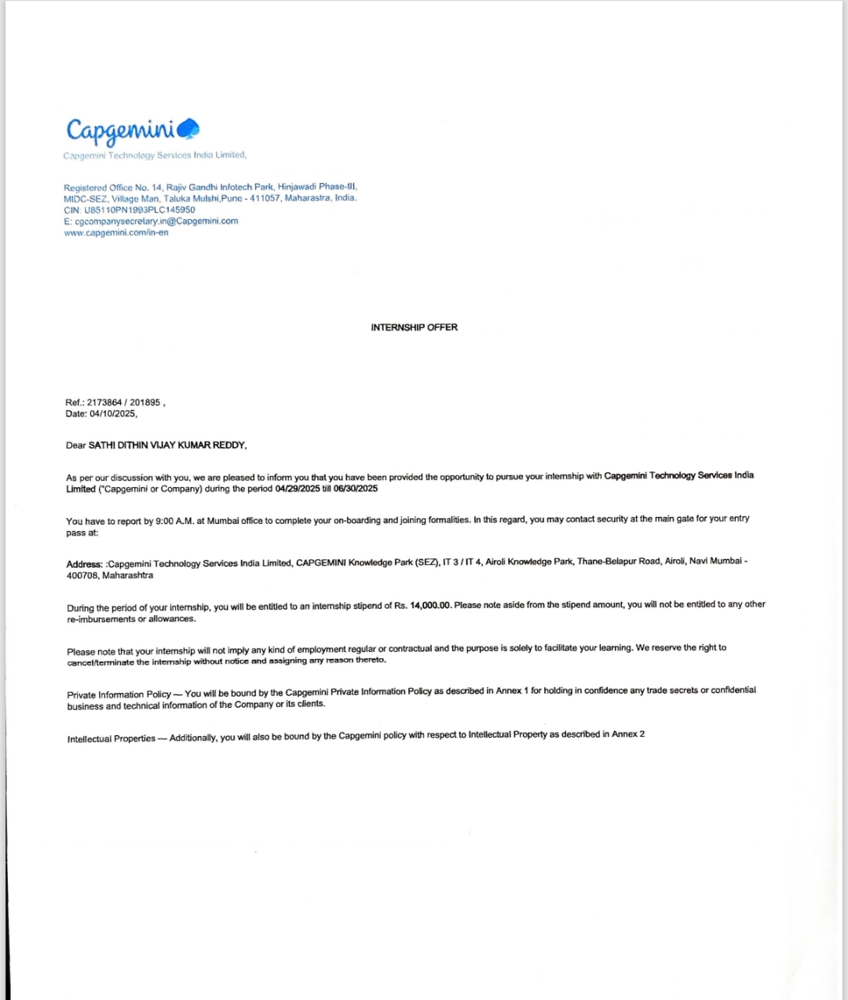 Capgemini
Capgemini Technology Services India Limited,
Registered Office No. 14, Rajiv Gandhi Infotech Park, Hinjawadi Phase-III,
MIDC-SEZ, Village Man, Taluka Mulshi,Pune - 411057, Maharastra, India.
CIN: U85110PN1993PLC145950
E: cgcompanysecretary.in@Capgemini.com
www.capgemini.com/in-en
INTERNSHIP OFFER
Ref.: 2173864 / 201895 ,
Date: 04/10/2025,
Dear SATHI DITHIN VIJAY KUMAR REDDY,
As per our discussion with you, we are pleased to inform you that you have been provided the opportunity to pursue your internship with Capgemini Technology Services India
Limited ("Capgemini or Company) during the period 04/29/2025 till 06/30/2025
You have to report by 9:00 A.M. at Mumbai office to complete your on-boarding and joining formalities. In this regard, you may contact security at the main gate for your entry
pass at:
Address: :Capgemini Technology Services India Limited, CAPGEMINI Knowledge Park (SEZ), IT 3 / IT 4, Airoli Knowledge Park, Thane-Belapur Road, Airoli, Navi Mumbai -
400708, Maharashtra
During the period of your internship, you will be entitled to an internship stipend of Rs. 14,000.00. Please note aside from the stipend amount, you will not be entitled to any other
re-imbursements or allowances.
Please note that your internship will not imply any kind of employment regular or contractual and the purpose is solely to facilitate your learning. We reserve the right to
cancel/terminate the internship without notice and assigning any reason thereto.
Private Information Policy — You will be bound by the Capgemini Private Information Policy as described in Annex 1 for holding in confidence any trade secrets or confidential
business and technical information of the Company or its clients.
Intellectual Properties — Additionally, you will also be bound by the Capgemini policy with respect to Intellectual Property as described in Annex 2